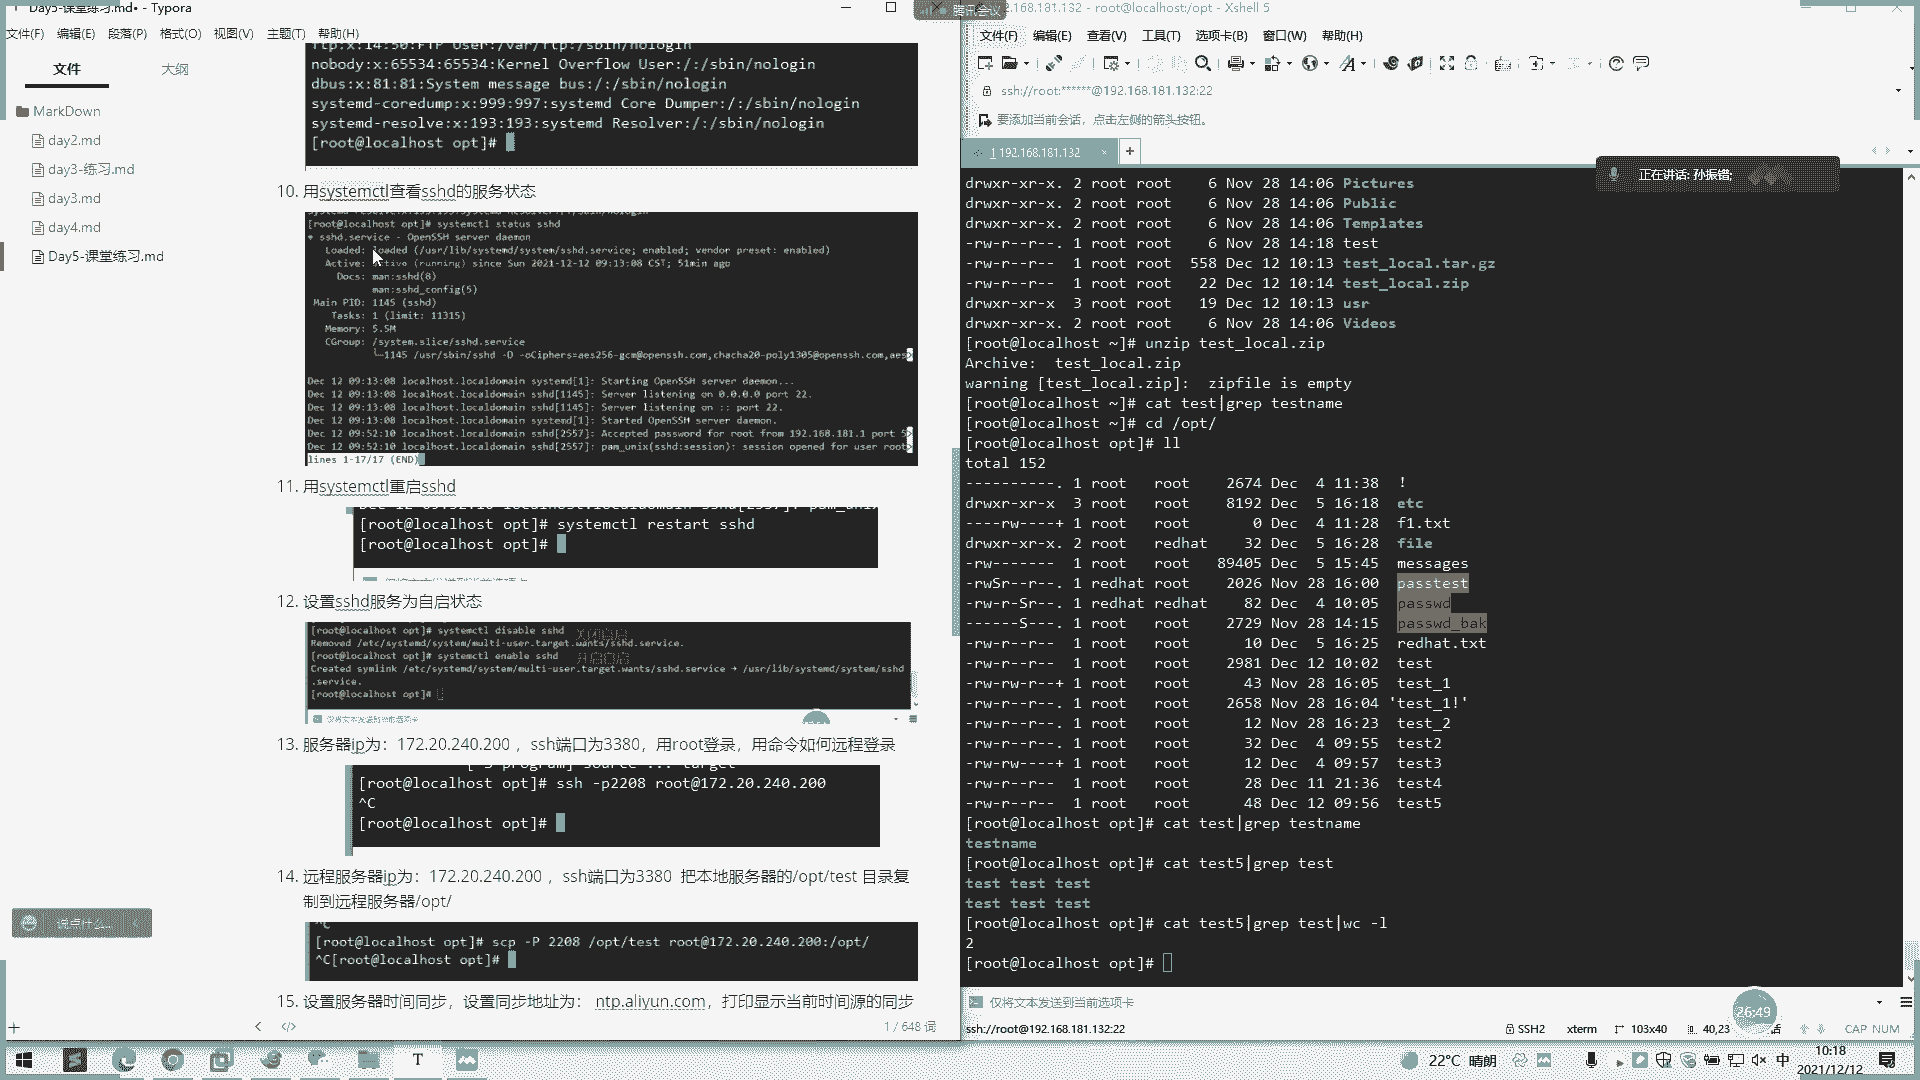 Day5-课堂练习.md• - Typora
文件(F) 编辑(E) 段落(P) 格式(O) 视图(V) 主题(T) 帮助(H)
文件 大纲
MarkDown
day2.md
day3-练习.md
day3.md
day4.md
Day5-课堂练习.md
nobody:x:65534:65534:Kernel Overflow User:/:/sbin/nologin
dbus:x:81:81:System message bus:/:/sbin/nologin
systemd-coredump:x:999:997:systemd Core Dumper:/:/sbin/nologin
systemd-resolve:x:193:193:systemd Resolver:/:/sbin/nologin
[root@localhost opt]#
10. 用systemctl查看sshd的服务状态
[root@localhost opt]# systemctl status sshd
sshd.service - OpenSSH server daemon
Loaded: loaded (/usr/lib/systemd/system/sshd.service; enabled; vendor preset: enabled)
Active: active (running) since Sun 2021-12-12 09:13:08 CST; 51min ago
Docs: man:sshd(8)
man:sshd_config(5)
Main PID: 1145 (sshd)
Tasks: 1 (limit: 11315)
Memory: 5.5M
CGroup: /system.slice/sshd.service
└─1145 /usr/sbin/sshd -D -oCiphers=aes256-gcm@openssh.com,chacha20-poly1305@openssh.com,aes>
Dec 12 09:13:08 localhost.localdomain systemd[1]: Starting OpenSSH server daemon...
Dec 12 09:13:08 localhost.localdomain sshd[1145]: Server listening on 0.0.0.0 port 22.
Dec 12 09:13:08 localhost.localdomain sshd[1145]: Server listening on :: port 22.
Dec 12 09:13:08 localhost.localdomain systemd[1]: Started OpenSSH server daemon.
Dec 12 09:52:10 localhost.localdomain sshd[2557]: Accepted password for root from 192.168.181.1 port 5>
Dec 12 09:52:10 localhost.localdomain sshd[2557]: pam_unix(sshd:session): session opened for user root>
lines 1-17/17 (END)
11. 用systemctl重启sshd
[root@localhost opt]# systemctl restart sshd
[root@localhost opt]#
12. 设置sshd服务为自启状态
[root@localhost opt]# systemctl disable sshd
Removed /etc/systemd/system/multi-user.target.wants/sshd.service.
[root@localhost opt]# systemctl enable sshd
Created symlink /etc/systemd/system/multi-user.target.wants/sshd.service → /usr/lib/systemd/system/sshd
.service.
[root@localhost opt]#
13. 服务器ip为：172.20.240.200 ，ssh端口为3380，用root登录，用命令如何远程登录
[root@localhost opt]# ssh -p2208 root@172.20.240.200
^C
[root@localhost opt]#
14. 远程服务器ip为：172.20.240.200 ，ssh端口为3380 把本地服务器的/opt/test 目录复
制到远程服务器/opt/
[root@localhost opt]# scp -P 2208 /opt/test root@172.20.240.200:/opt/
^C[root@localhost opt]#
15. 设置服务器时间同步，设置同步地址为： ntp.aliyun.com，打印显示当前时间源的同步
说点什么...
1 / 648 词
腾讯会议
192.168.181.132 - root@localhost:/opt - Xshell 5
文件(F) 编辑(E) 查看(V) 工具(T) 选项卡(B) 窗口(W) 帮助(H)
ssh://root:******@192.168.181.132:22
要添加当前会话，点击左侧的箭头按钮。
1 192.168.181.132
正在讲话: 孙振锴;
drwxr-xr-x. 2 root root 6 Nov 28 14:06 Pictures
drwxr-xr-x. 2 root root 6 Nov 28 14:06 Public
drwxr-xr-x. 2 root root 6 Nov 28 14:06 Templates
-rw-r--r--. 1 root root 6 Nov 28 14:18 test
-rw-r--r-- 1 root root 558 Dec 12 10:13 test_local.tar.gz
-rw-r--r-- 1 root root 22 Dec 12 10:14 test_local.zip
drwxr-xr-x 3 root root 19 Dec 12 10:13 usr
drwxr-xr-x. 2 root root 6 Nov 28 14:06 Videos
[root@localhost ~]# unzip test_local.zip
Archive: test_local.zip
warning [test_local.zip]: zipfile is empty
[root@localhost ~]# cat test|grep testname
[root@localhost ~]# cd /opt/
[root@localhost opt]# ll
total 152
----------. 1 root root 2674 Dec 4 11:38 !
drwxr-xr-x 3 root root 8192 Dec 5 16:18 etc
----rw----+ 1 root root 0 Dec 4 11:28 f1.txt
drwxr-xr-x. 2 root redhat 32 Dec 5 16:28 file
-rw------- 1 root root 89405 Dec 5 15:45 messages
-rwSr--r--. 1 redhat root 2026 Nov 28 16:00 passtest
-rw-r-Sr--. 1 redhat redhat 82 Dec 4 10:05 passwd
------S---. 1 root root 2729 Nov 28 14:15 passwd_bak
-rw-r--r-- 1 root root 10 Dec 5 16:25 redhat.txt
-rw-r--r-- 1 root root 2981 Dec 12 10:02 test
-rw-rw-r--+ 1 root root 43 Nov 28 16:05 test_1
-rw-r--r--. 1 root root 2658 Nov 28 16:04 'test_1!'
-rw-r--r--. 1 root root 12 Nov 28 16:23 test_2
-rw-r--r--. 1 root root 32 Dec 4 09:55 test2
-rw-rw----+ 1 root root 12 Dec 4 09:57 test3
-rw-r--r-- 1 root root 28 Dec 11 21:36 test4
-rw-r--r-- 1 root root 48 Dec 12 09:56 test5
[root@localhost opt]# cat test|grep testname
testname
[root@localhost opt]# cat test5|grep test
test test test
test test test
[root@localhost opt]# cat test5|grep test|wc -l
2
[root@localhost opt]#
仅将文本发送到当前选项卡
26:49
ssh://root@192.168.181.132:22 SSH2 xterm 103x40 40,23 CAP NUM
22°C 晴朗 中 10:18
2021/12/12